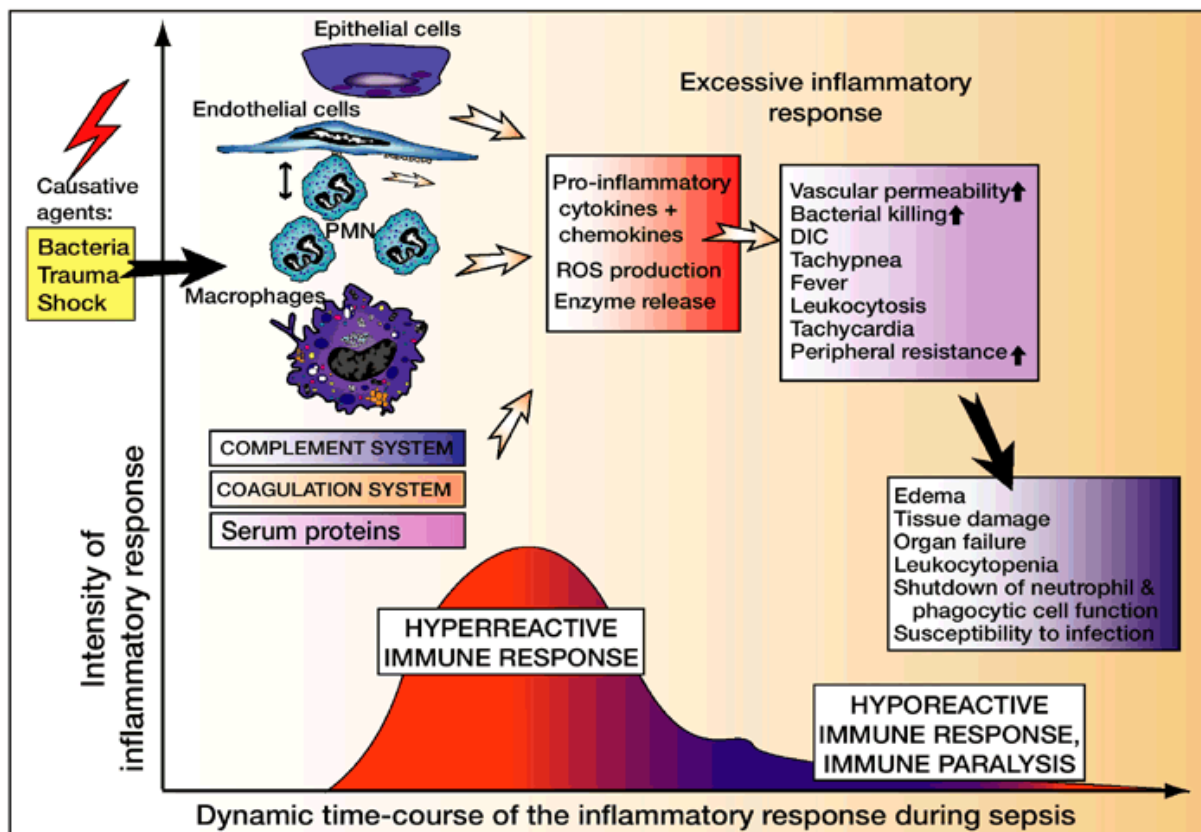 Epithelial cells
Endothelial cells
Excessive inflammatory
response
Causative
agents:
Bacteria
Trauma
Shock
PMN
Macrophages
Pro-inflammatory
cytokines +
chemokines
ROS production
Enzyme release
Vascular permeability⬆
Bacterial killing⬆
DIC
Tachypnea
Fever
Leukocytosis
Tachycardia
Peripheral resistance⬆
COMPLEMENT SYSTEM
COAGULATION SYSTEM
Serum proteins
Edema
Tissue damage
Organ failure
Leukocytopenia
Shutdown of neutrophil &
phagocytic cell function
Susceptibility to infection
Intensity of
inflammatory response
HYPERREACTIVE
IMMUNE RESPONSE
HYPOREACTIVE
IMMUNE RESPONSE,
IMMUNE PARALYSIS
Dynamic time-course of the inflammatory response during sepsis